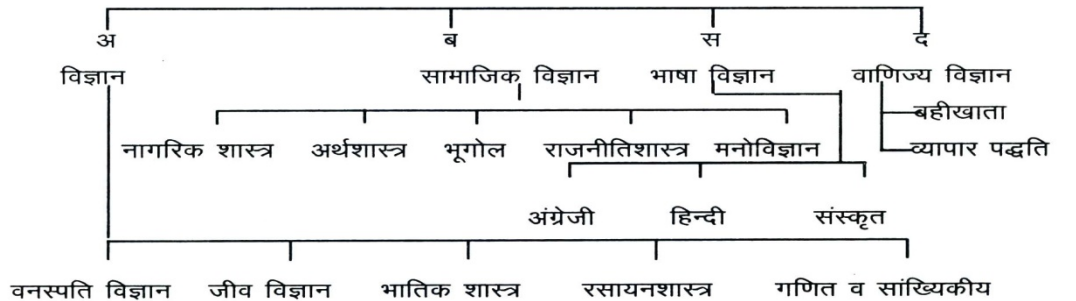 अ ब स द
विज्ञान सामाजिक विज्ञान भाषा विज्ञान वाणिज्य विज्ञान
बहीखाता
नागरिक शास्त्र अर्थशास्त्र भूगोल राजनीतिशास्त्र मनोविज्ञान व्यापार पद्धति
अंग्रेजी हिन्दी संस्कृत
वनस्पति विज्ञान जीव विज्ञान भातिक शास्त्र रसायनशास्त्र गणित व सांख्यिकीय